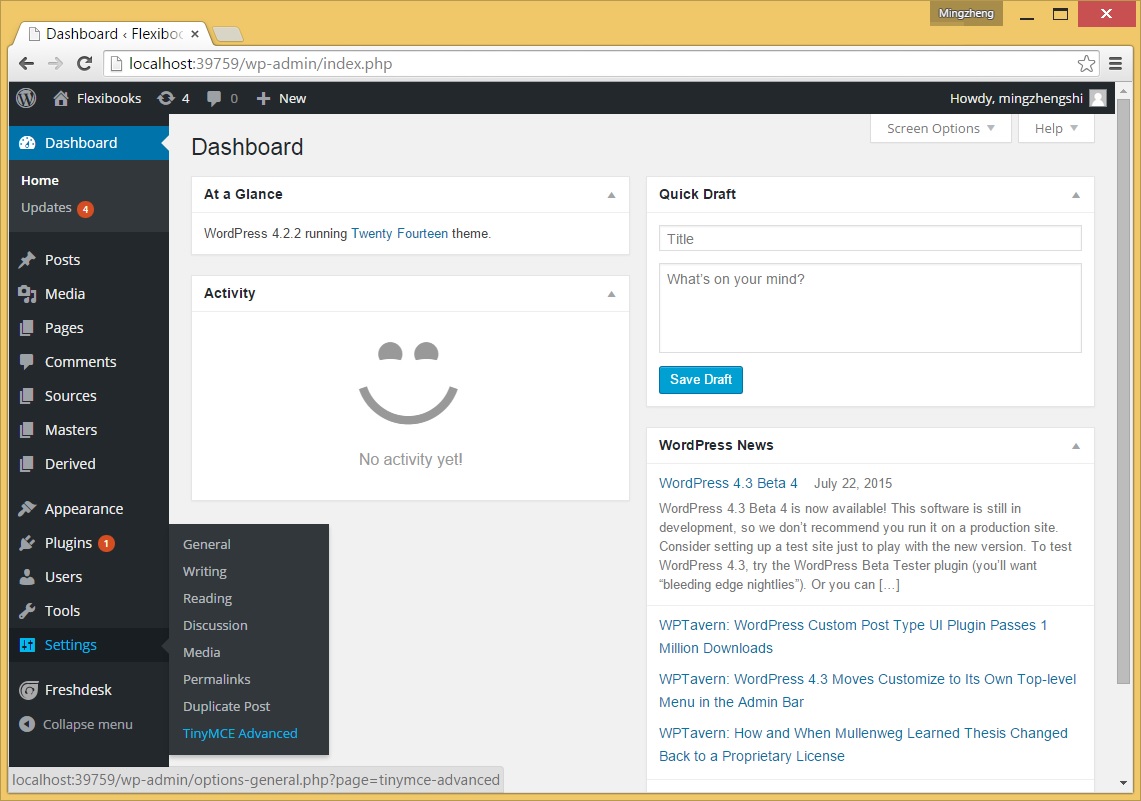 Mingzheng
Dashboard ‹ Flexiboo
localhost:39759/wp-admin/index.php
Flexibooks 4 0 New Howdy, mingzhengshi
Dashboard
Home
Updates 4
Posts
Media
Pages
Comments
Sources
Masters
Derived
Appearance
Plugins 1
Users
Tools
Settings
Freshdesk
Collapse menu
General
Writing
Reading
Discussion
Media
Permalinks
Duplicate Post
TinyMCE Advanced
Screen Options Help
Dashboard
At a Glance
WordPress 4.2.2 running Twenty Fourteen theme.
Activity
No activity yet!
Quick Draft
Title
What's on your mind?
Save Draft
WordPress News
WordPress 4.3 Beta 4 July 22, 2015
WordPress 4.3 Beta 4 is now available! This software is still in
development, so we don’t recommend you run it on a production site.
Consider setting up a test site just to play with the new version. To test
WordPress 4.3, try the WordPress Beta Tester plugin (you’ll want
“bleeding edge nightlies”). Or you can […]
WPTavern: WordPress Custom Post Type UI Plugin Passes 1
Million Downloads
WPTavern: WordPress 4.3 Moves Customize to Its Own Top-level
Menu in the Admin Bar
WPTavern: How and When Mullenweg Learned Thesis Changed
Back to a Proprietary License
localhost:39759/wp-admin/options-general.php?page=tinymce-advanced